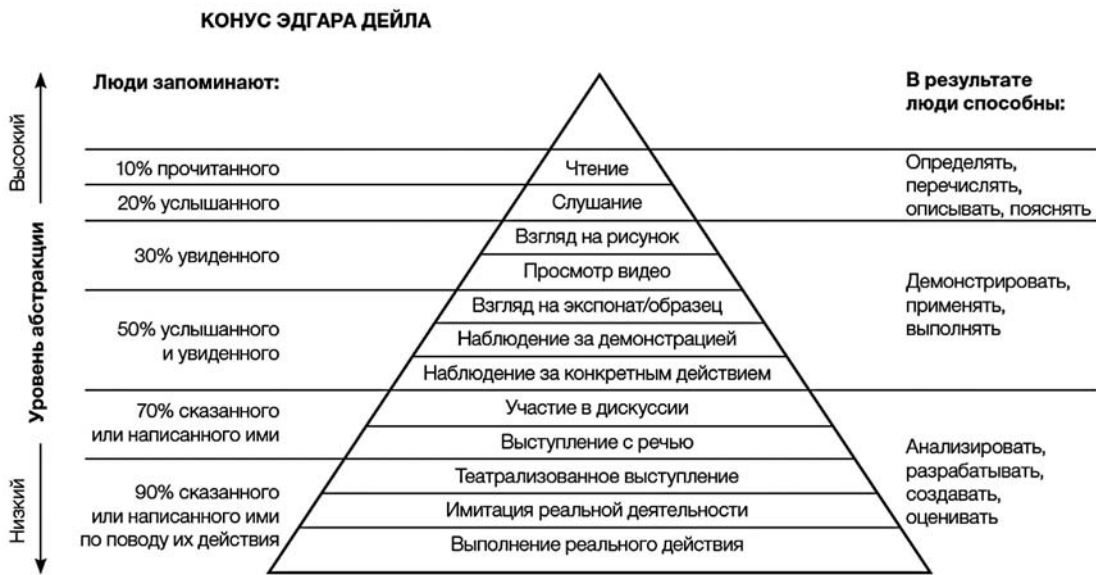 КОНУС ЭДГАРА ДЕЙЛА
Люди запоминают:
В результате
люди способны:
Высокий
Уровень абстракции
Низкий
10% прочитанного
20% услышанного
30% увиденного
50% услышанного
и увиденного
70% сказанного
или написанного ими
90% сказанного
или написанного ими
по поводу их действия
Чтение
Слушание
Взгляд на рисунок
Просмотр видео
Взгляд на экспонат/образец
Наблюдение за демонстрацией
Наблюдение за конкретным действием
Участие в дискуссии
Выступление с речью
Театрализованное выступление
Имитация реальной деятельности
Выполнение реального действия
Определять,
перечислять,
описывать, пояснять
Демонстрировать,
применять,
выполнять
Анализировать,
разрабатывать,
создавать,
оценивать